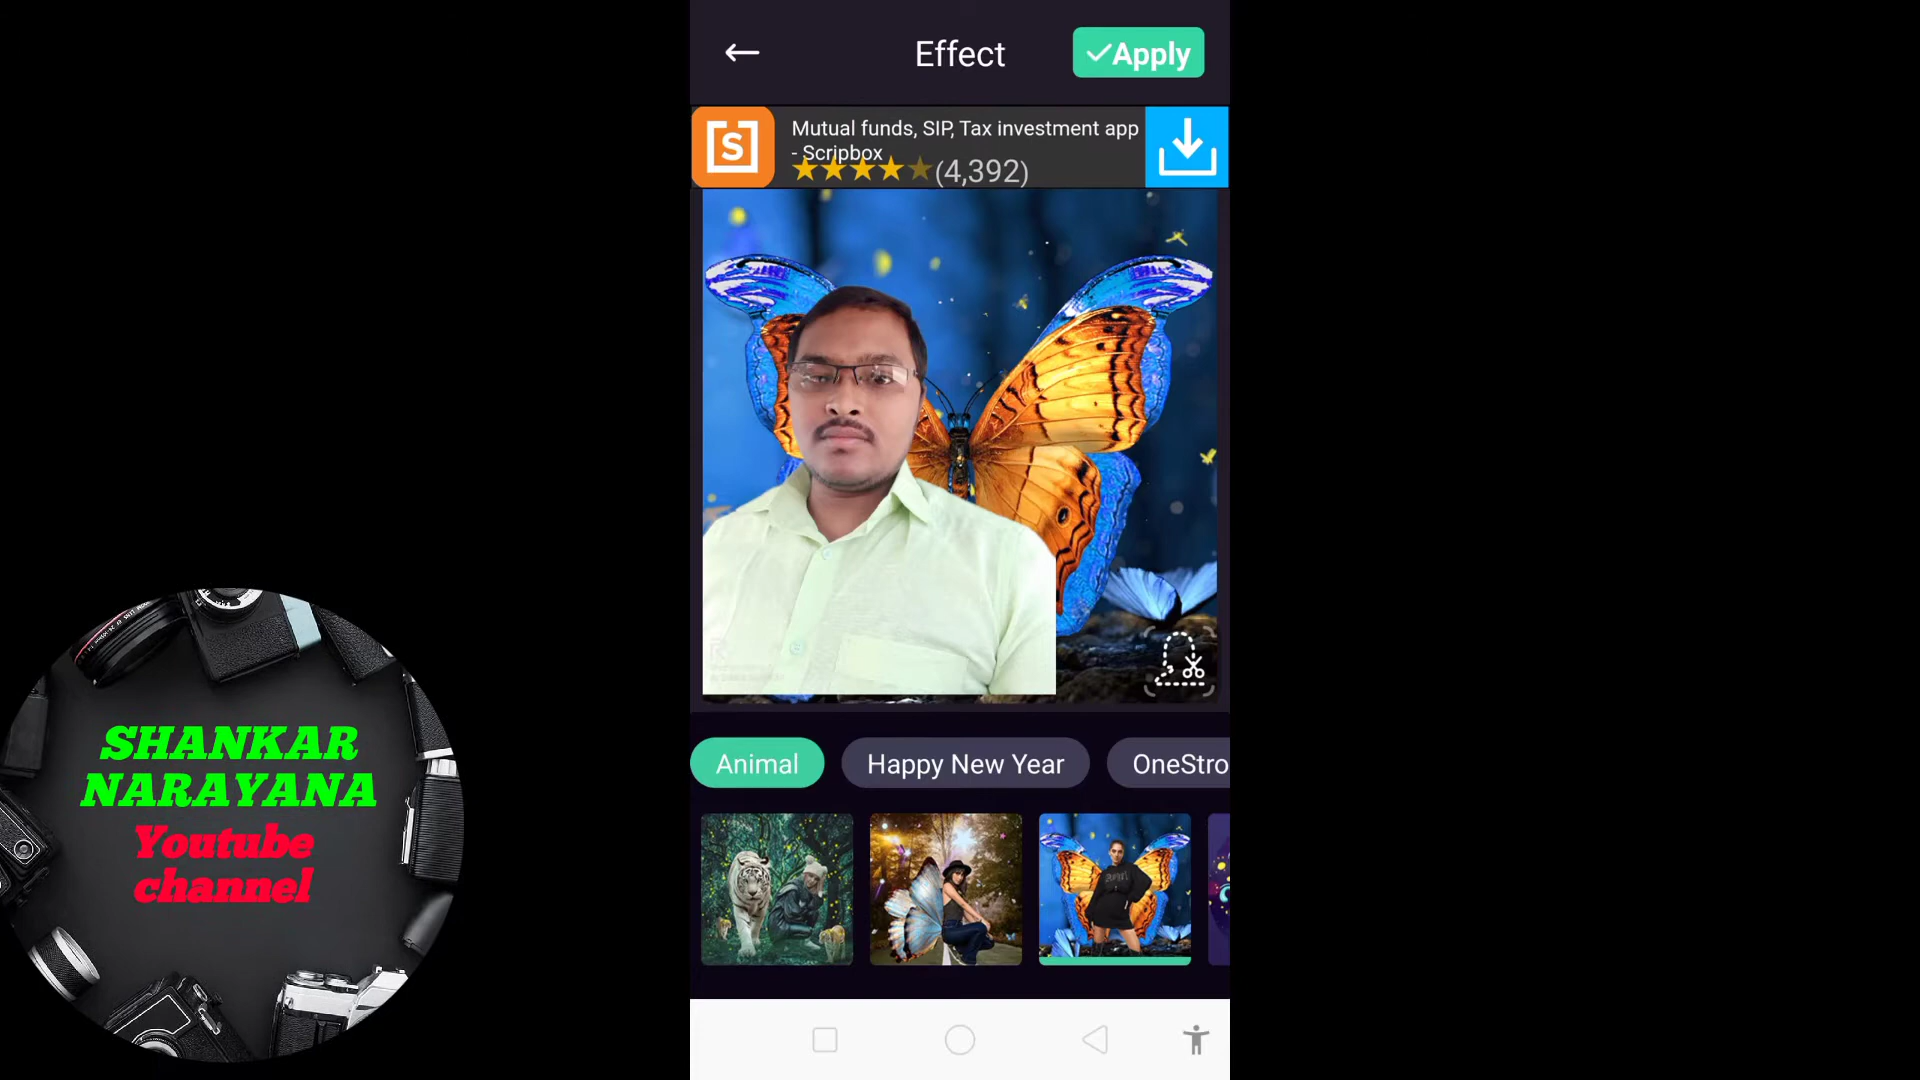 Effect
Apply
S
Mutual funds, SIP, Tax investment app
- Scripbox
(4,392)
Animal
Happy New Year
OneStro
SHANKAR
NARAYANA
Youtube
channel